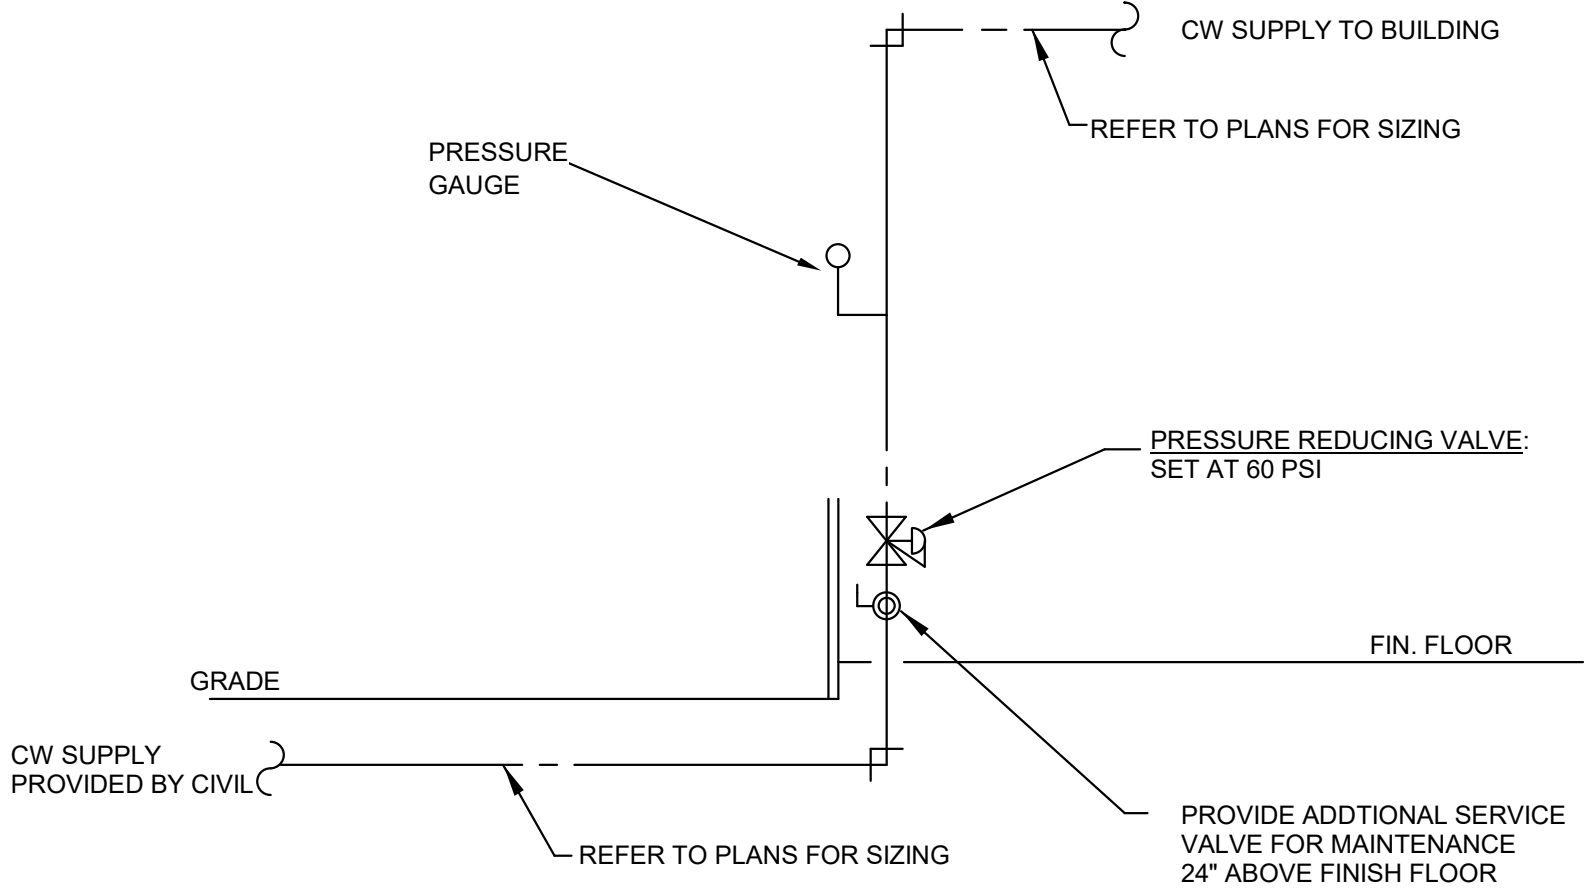 CW SUPPLY TO BUILDING
REFER TO PLANS FOR SIZING
PRESSURE
GAUGE
PRESSURE REDUCING VALVE:
SET AT 60 PSI
FIN. FLOOR
GRADE
CW SUPPLY
PROVIDED BY CIVIL
REFER TO PLANS FOR SIZING
PROVIDE ADDTIONAL SERVICE
VALVE FOR MAINTENANCE
24" ABOVE FINISH FLOOR